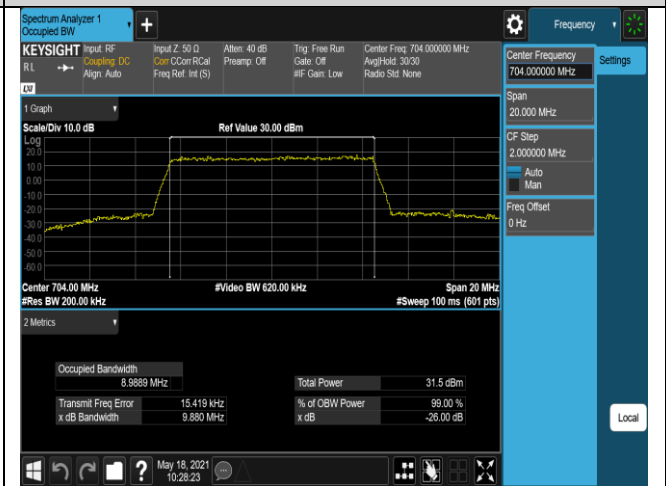 Spectrum Analyzer 1
Occupied BW
+
Frequency
KEYSIGHT
RL
LXI
Input: RF
Coupling: DC
Align: Auto
Input Z: 50 Ω
Corr CCorr RCal
Freq Ref: Int (S)
Atten: 40 dB
Preamp: Off
Trig: Free Run
Gate: Off
#IF Gain: Low
Center Freq: 704.000000 MHz
Avg|Hold: 30/30
Radio Std: None
Center Frequency
704.000000 MHz
Settings
Span
20.000 MHz
CF Step
2.000000 MHz
Auto
Man
Freq Offset
0 Hz
Local
1 Graph
Scale/Div 10.0 dB
Ref Value 30.00 dBm
Log
20.0
10.0
0.00
-10.0
-20.0
-30.0
-40.0
-50.0
-60.0
Center 704.00 MHz
#Video BW 620.00 kHz
Span 20 MHz
#Res BW 200.00 kHz
#Sweep 100 ms (601 pts)
2 Metrics
Occupied Bandwidth
8.9889 MHz
Total Power 31.5 dBm
Transmit Freq Error 15.419 kHz
% of OBW Power 99.00 %
x dB Bandwidth 9.880 MHz
x dB -26.00 dB
?
May 18, 2021
10:28:23